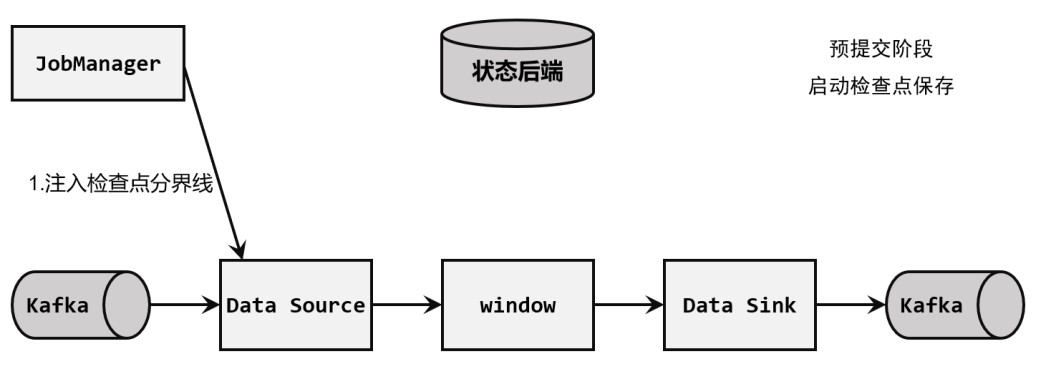 JobManager
状态后端
预提交阶段
启动检查点保存
1.注入检查点分界线
Kafka
Data Source
window
Data Sink
Kafka